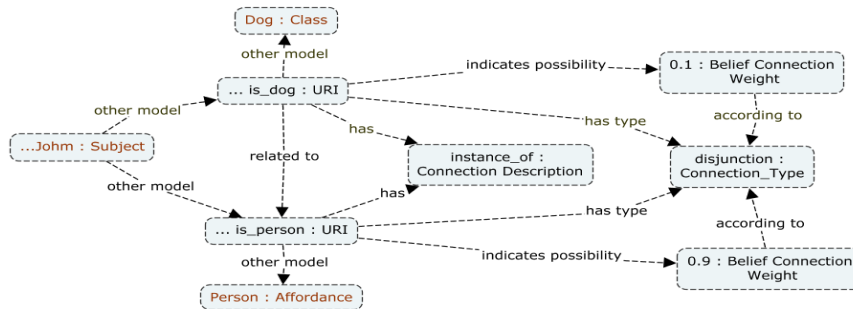 Dog : Class
other model
indicates possibility
0.1 : Belief Connection
Weight
... is_dog : URI
other model
has type
according to
has
...Johm : Subject
related to
instance_of :
Connection Description
disjunction :
Connection_Type
other model
has
has type
according to
... is_person : URI
other model
indicates possibility
0.9 : Belief Connection
Weight
Person : Affordance